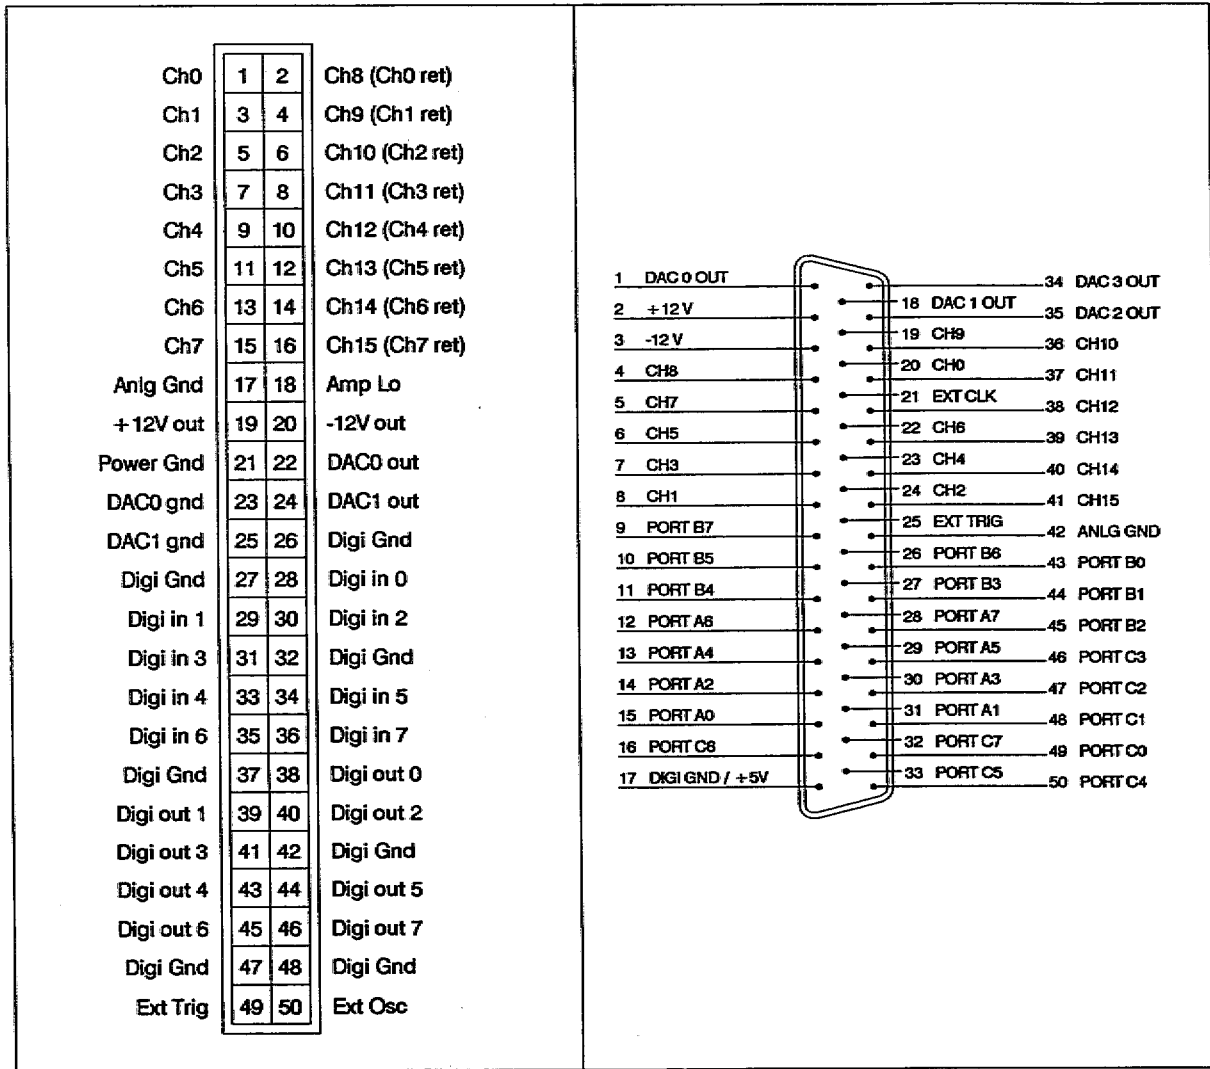 Ch0 1 2 Ch8 (Ch0 ret)
Ch1 3 4 Ch9 (Ch1 ret)
Ch2 5 6 Ch10 (Ch2 ret)
Ch3 7 8 Ch11 (Ch3 ret)
Ch4 9 10 Ch12 (Ch4 ret)
Ch5 11 12 Ch13 (Ch5 ret)
Ch6 13 14 Ch14 (Ch6 ret)
Ch7 15 16 Ch15 (Ch7 ret)
Anlg Gnd 17 18 Amp Lo
+12V out 19 20 -12V out
Power Gnd 21 22 DAC0 out
DAC0 gnd 23 24 DAC1 out
DAC1 gnd 25 26 Digi Gnd
Digi Gnd 27 28 Digi in 0
Digi in 1 29 30 Digi in 2
Digi in 3 31 32 Digi Gnd
Digi in 4 33 34 Digi in 5
Digi in 6 35 36 Digi in 7
Digi Gnd 37 38 Digi out 0
Digi out 1 39 40 Digi out 2
Digi out 3 41 42 Digi Gnd
Digi out 4 43 44 Digi out 5
Digi out 6 45 46 Digi out 7
Digi Gnd 47 48 Digi Gnd
Ext Trig 49 50 Ext Osc
1 DAC 0 OUT
2 +12 V
3 -12 V
4 CH8
5 CH7
6 CH5
7 CH3
8 CH1
9 PORT B7
10 PORT B5
11 PORT B4
12 PORT A6
13 PORT A4
14 PORT A2
15 PORT A0
16 PORT C6
17 DIGI GND / +5V
18 DAC 1 OUT
19 CH9
20 CH0
21 EXT CLK
22 CH6
23 CH4
24 CH2
25 EXT TRIG
26 PORT B6
27 PORT B3
28 PORT A7
29 PORT A5
30 PORT A3
31 PORT A1
32 PORT C7
33 PORT C5
34 DAC 3 OUT
35 DAC 2 OUT
36 CH10
37 CH11
38 CH12
39 CH13
40 CH14
41 CH15
42 ANLG GND
43 PORT B0
44 PORT B1
45 PORT B2
46 PORT C3
47 PORT C2
48 PORT C1
49 PORT C0
50 PORT C4